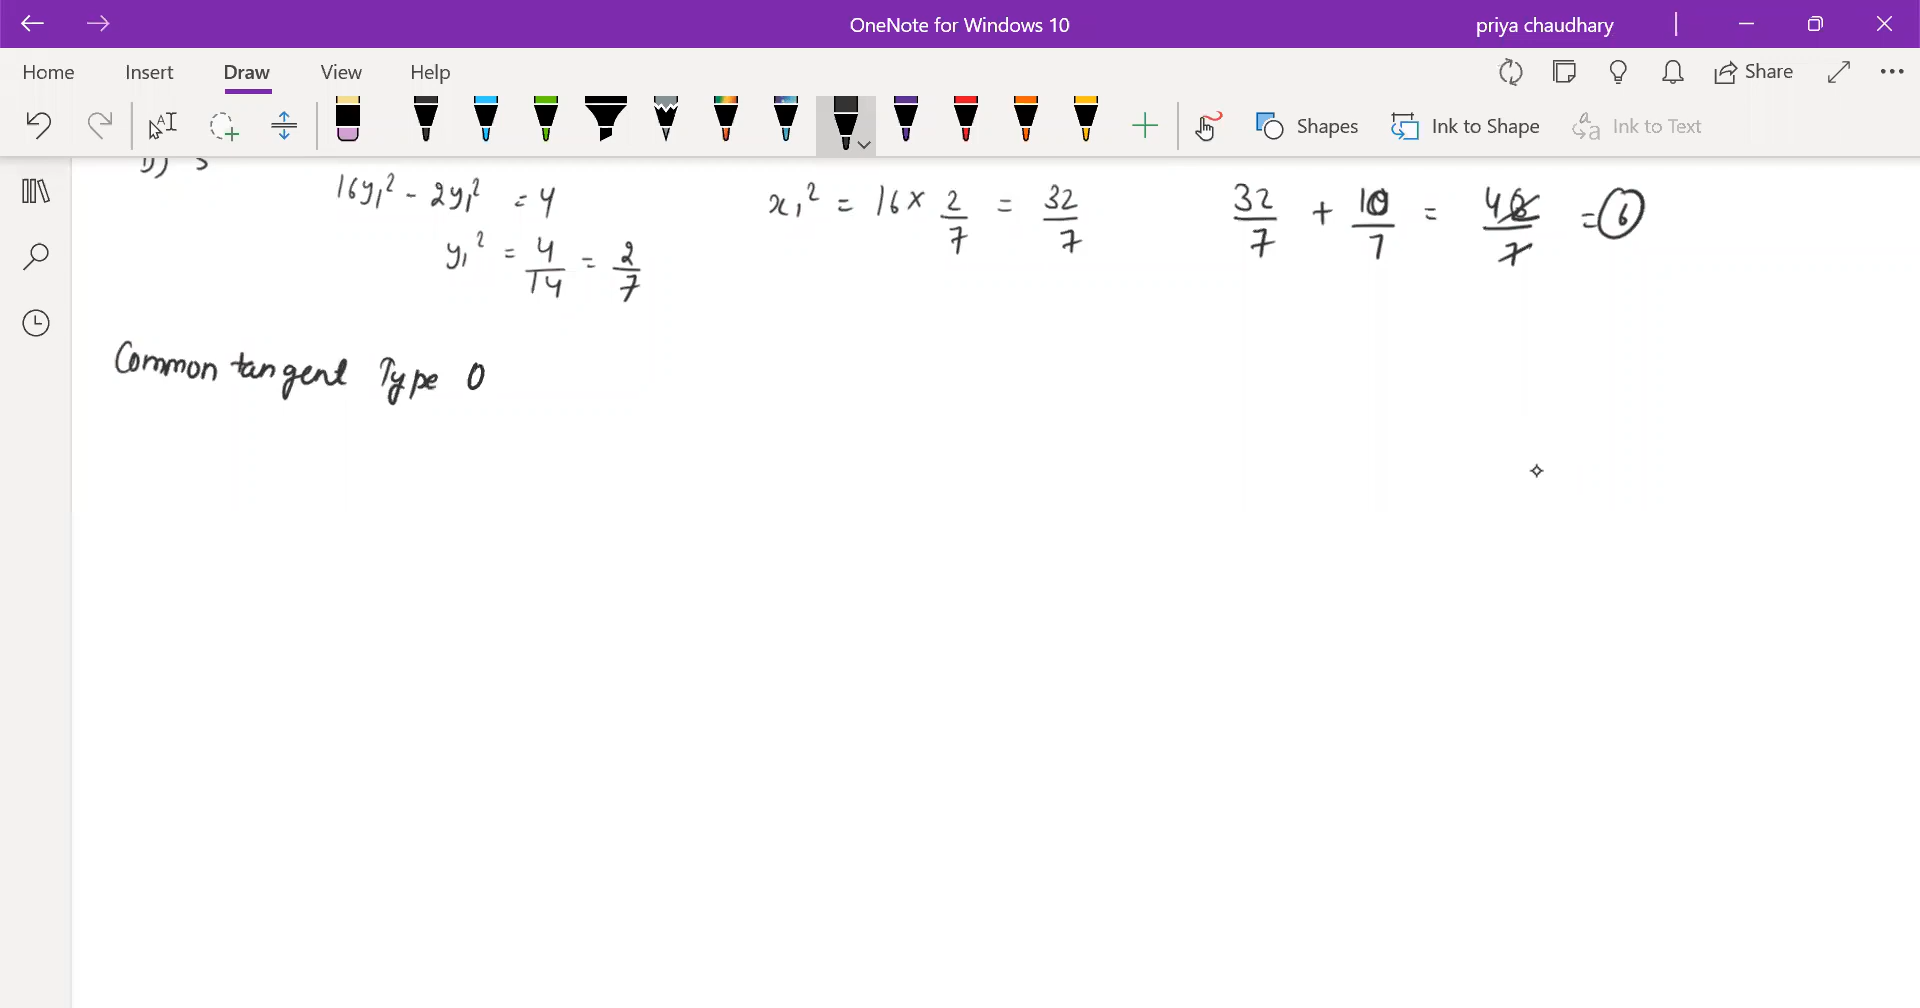 OneNote for Windows 10
priya chaudhary
Home Insert Draw View Help
Share
Shapes Ink to Shape Ink to Text
b) 5
16y₁² - 2y₁² = 4
y₁² = 4/14 = 2/7
x₁² = 16 × 2/7 = 32/7
32/7 + 10/7 = 42/7 = 6
Common tangent Type 0